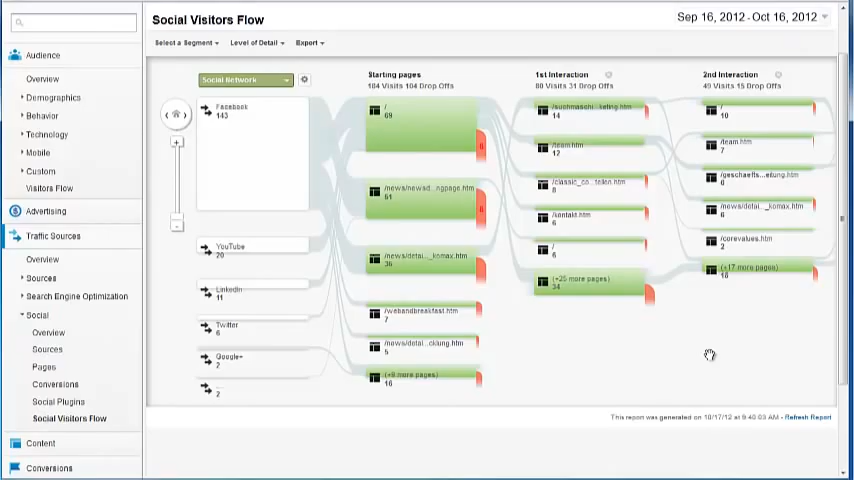 Social Visitors Flow
Sep 16, 2012 - Oct 16, 2012
Select a Segment
Level of Detail
Export
Audience
Overview
Demographics
Behavior
Technology
Mobile
Custom
Visitors Flow
Advertising
Traffic Sources
Overview
Sources
Search Engine Optimization
Social
Overview
Sources
Pages
Conversions
Social Plugins
Social Visitors Flow
Content
Conversions
Social Network
Facebook
143
YouTube
20
LinkedIn
11
Twitter
6
Google+
2
...
2
Starting pages
184 Visits 104 Drop Offs
/
69
/news/newsd...ngpage.htm
51
/news/detai..._komax.htm
36
/webandbreakfast.htm
7
/news/detai...cklung.htm
5
(+9 more pages)
16
1st Interaction
80 Visits 31 Drop Offs
/suchmaschi...keting.htm
14
/team.htm
12
/classic_co...teilen.htm
8
/kontakt.htm
6
/
6
(+25 more pages)
34
2nd Interaction
49 Visits 15 Drop Offs
/
10
/team.htm
7
/geschaefts...eitung.htm
6
/news/detai..._komax.htm
6
/corevalues.htm
2
(+17 more pages)
18
This report was generated on 10/17/12 at 9:40:03 AM - Refresh Report